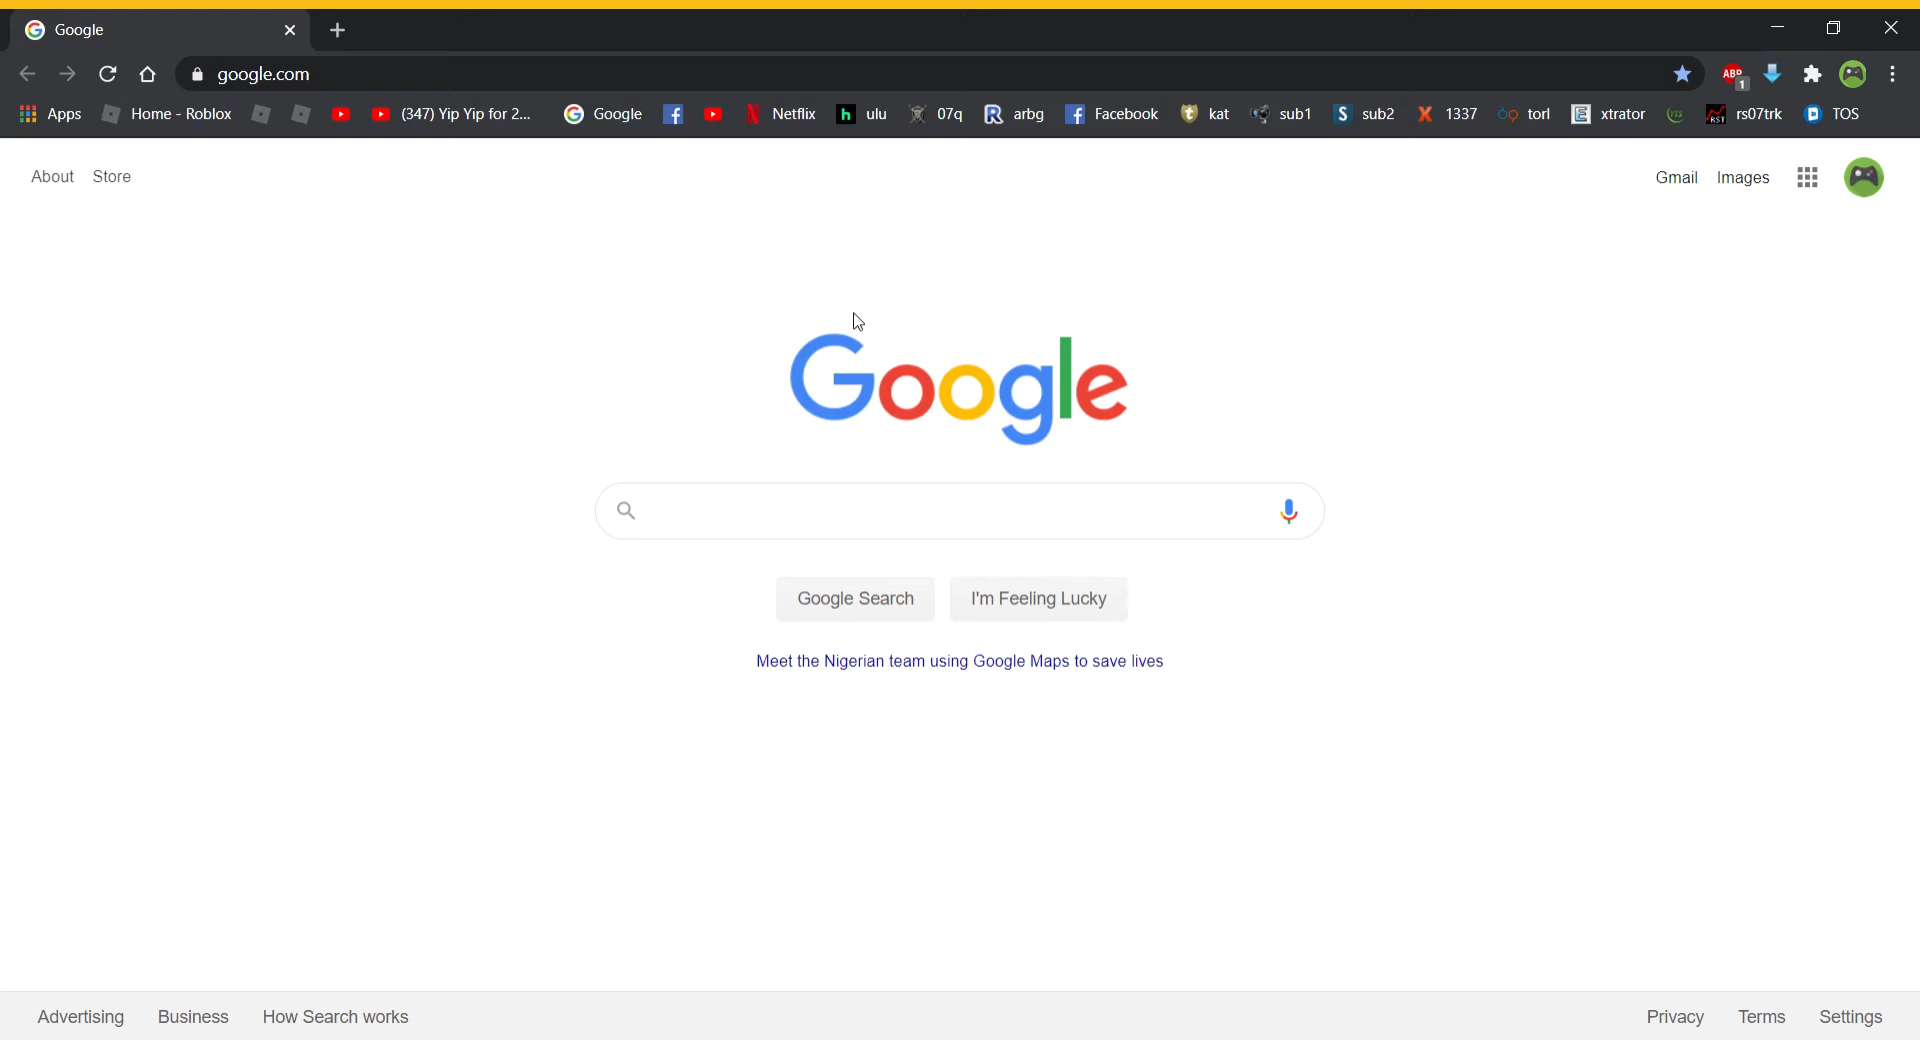 Google
google.com
ABP 1
Apps Home - Roblox (347) Yip Yip for 2... Google Netflix h ulu 07q R arbg Facebook t kat sub1 S sub2 X 1337 torl E xtrator rs07trk TOS
About Store Gmail Images
Google
Google Search I'm Feeling Lucky
Meet the Nigerian team using Google Maps to save lives
Advertising Business How Search works Privacy Terms Settings